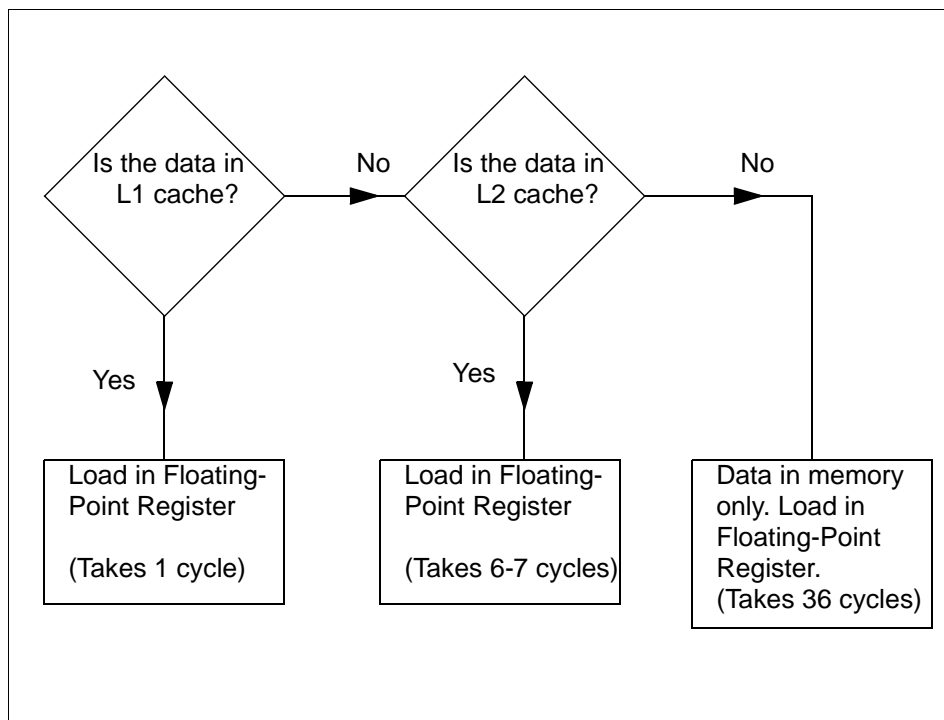 Is the data in
L1 cache?
No
Is the data in
L2 cache?
No
Yes
Yes
Load in Floating-
Point Register
(Takes 1 cycle)
Load in Floating-
Point Register
(Takes 6-7 cycles)
Data in memory
only. Load in
Floating-Point
Register.
(Takes 36 cycles)